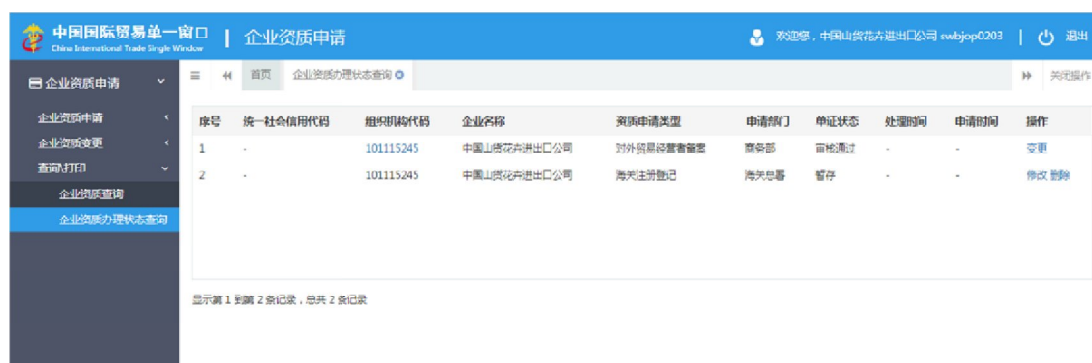 中国国际贸易单一窗口
China International Trade Single Window
企业资质申请
欢迎您,中国山货花卉进出口公司 swbjop0203
退出
企业资质申请
首页
企业资质办理状态查询
关闭操作
企业资质申请
企业资质变更
查询\打印
企业资质查询
企业资质办理状态查询
序号 统一社会信用代码 组织机构代码 企业名称 资质申请类型 申请部门 单证状态 处理时间 申请时间 操作
1 - 101115245 中国山货花卉进出口公司 对外贸易经营者备案 商务部 审核通过 - - 变更
2 - 101115245 中国山货花卉进出口公司 海关注册登记 海关总署 暂存 - - 修改 删除
显示第 1 到第 2 条记录,总共 2 条记录